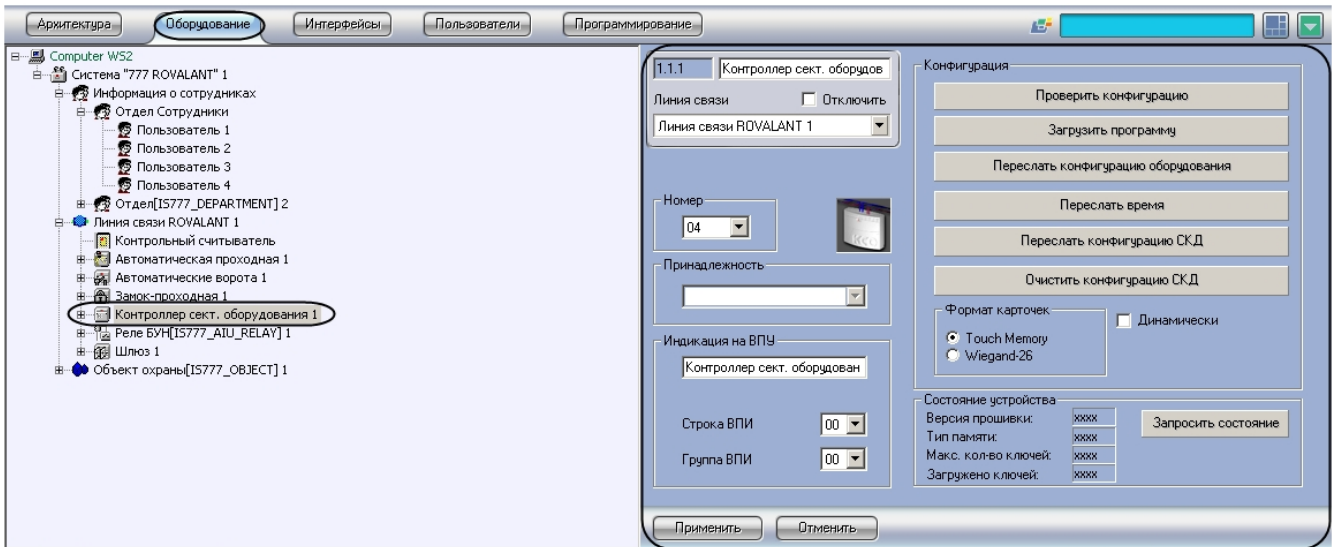 Архитектура
Оборудование
Интерфейсы
Пользователи
Программирование
Computer WS2
Система "777 ROVALANT" 1
Информация о сотрудниках
Отдел Сотрудники
Пользователь 1
Пользователь 2
Пользователь 3
Пользователь 4
Отдел[IS777_DEPARTMENT] 2
Линия связи ROVALANT 1
Контрольный считыватель
Автоматическая проходная 1
Автоматические ворота 1
Замок-проходная 1
Контроллер сект. оборудования 1
Реле БУН[IS777_AIU_RELAY] 1
Шлюз 1
Объект охраны[IS777_OBJECT] 1
1.1.1
Контроллер сект. оборудов
Линия связи
Отключить
Линия связи ROVALANT 1
Номер
04
Принадлежность
Индикация на ВПУ
Контроллер сект. оборудован
Строка ВПИ
00
Группа ВПИ
00
Применить
Отменить
Конфигурация
Проверить конфигурацию
Загрузить программу
Переслать конфигурацию оборудования
Переслать время
Переслать конфигурацию СКД
Очистить конфигурацию СКД
Формат карточек
Touch Memory
Wiegand-26
Динамически
Состояние устройства
Версия прошивки: xxxx
Тип памяти: xxxx
Макс. кол-во ключей: xxxx
Загружено ключей: xxxx
Запросить состояние